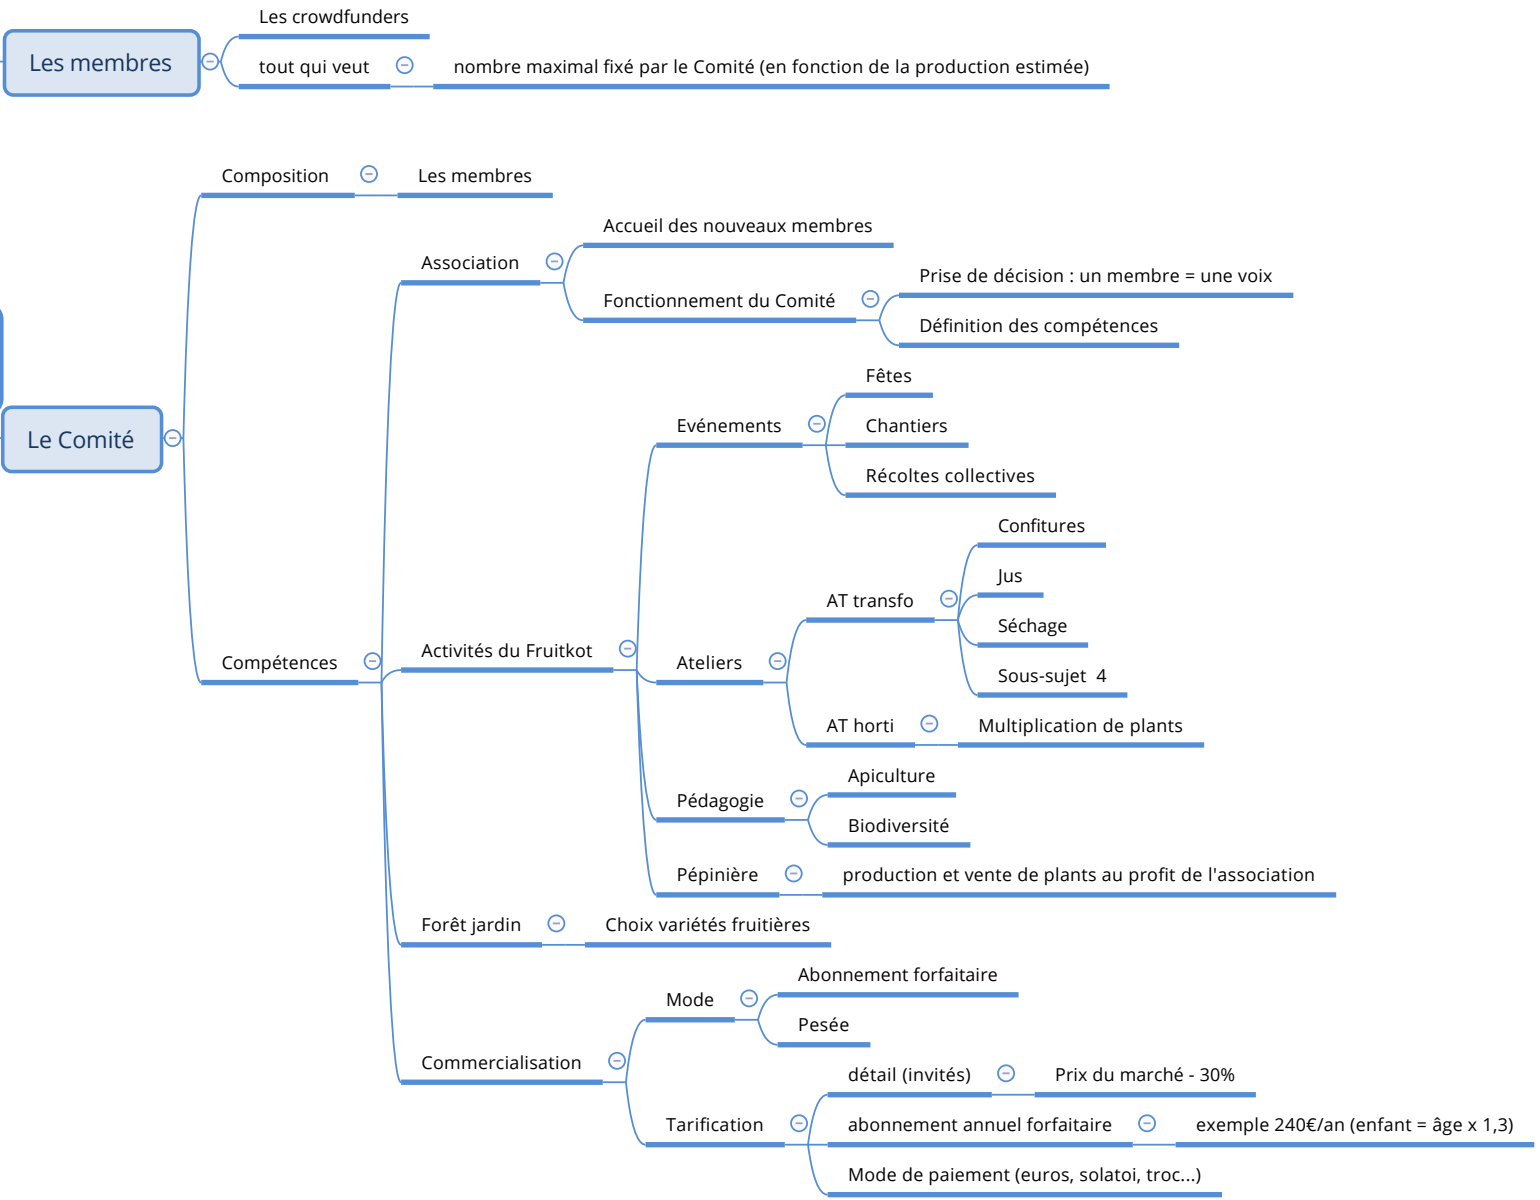 Les membres
Les crowdfunders
tout qui veut
nombre maximal fixé par le Comité (en fonction de la production estimée)
Le Comité
Composition
Les membres
Compétences
Association
Accueil des nouveaux membres
Fonctionnement du Comité
Prise de décision : un membre = une voix
Définition des compétences
Activités du Fruitkot
Evénements
Fêtes
Chantiers
Récoltes collectives
Ateliers
AT transfo
Confitures
Jus
Séchage
Sous-sujet  4
AT horti
Multiplication de plants
Pédagogie
Apiculture
Biodiversité
Pépinière
production et vente de plants au profit de l'association
Forêt jardin
Choix variétés fruitières
Commercialisation
Mode
Abonnement forfaitaire
Pesée
Tarification
détail (invités)
Prix du marché - 30%
abonnement annuel forfaitaire
exemple 240€/an (enfant = âge x 1,3)
Mode de paiement (euros, solatoi, troc...)